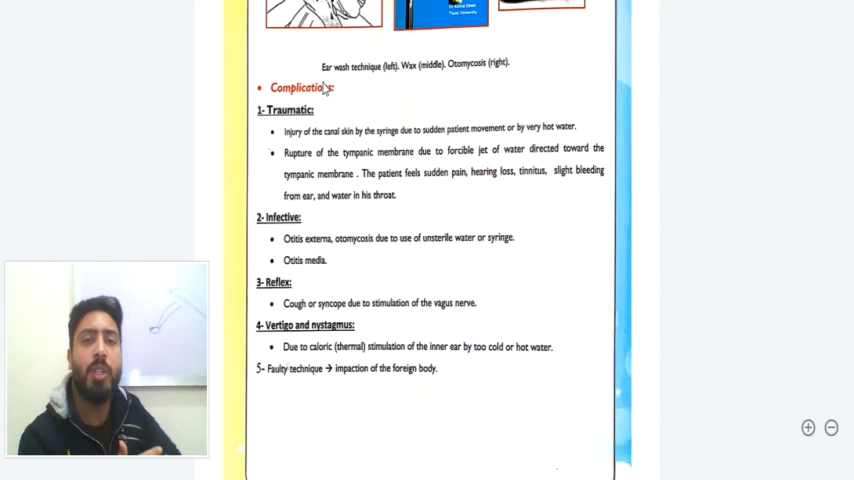 Dr Kamal Ebeid
Tanta University
Ear wash technique (left). Wax (middle). Otomycosis (right).
• Complications:
1- Traumatic:
• Injury of the canal skin by the syringe due to sudden patient movement or by very hot water.
• Rupture of the tympanic membrane due to forcible jet of water directed toward the
tympanic membrane . The patient feels sudden pain, hearing loss, tinnitus, slight bleeding
from ear, and water in his throat.
2- Infective:
• Otitis externa, otomycosis due to use of unsterile water or syringe.
• Otitis media.
3- Reflex:
• Cough or syncope due to stimulation of the vagus nerve.
4- Vertigo and nystagmus:
• Due to caloric (thermal) stimulation of the inner ear by too cold or hot water.
5- Faulty technique → impaction of the foreign body.